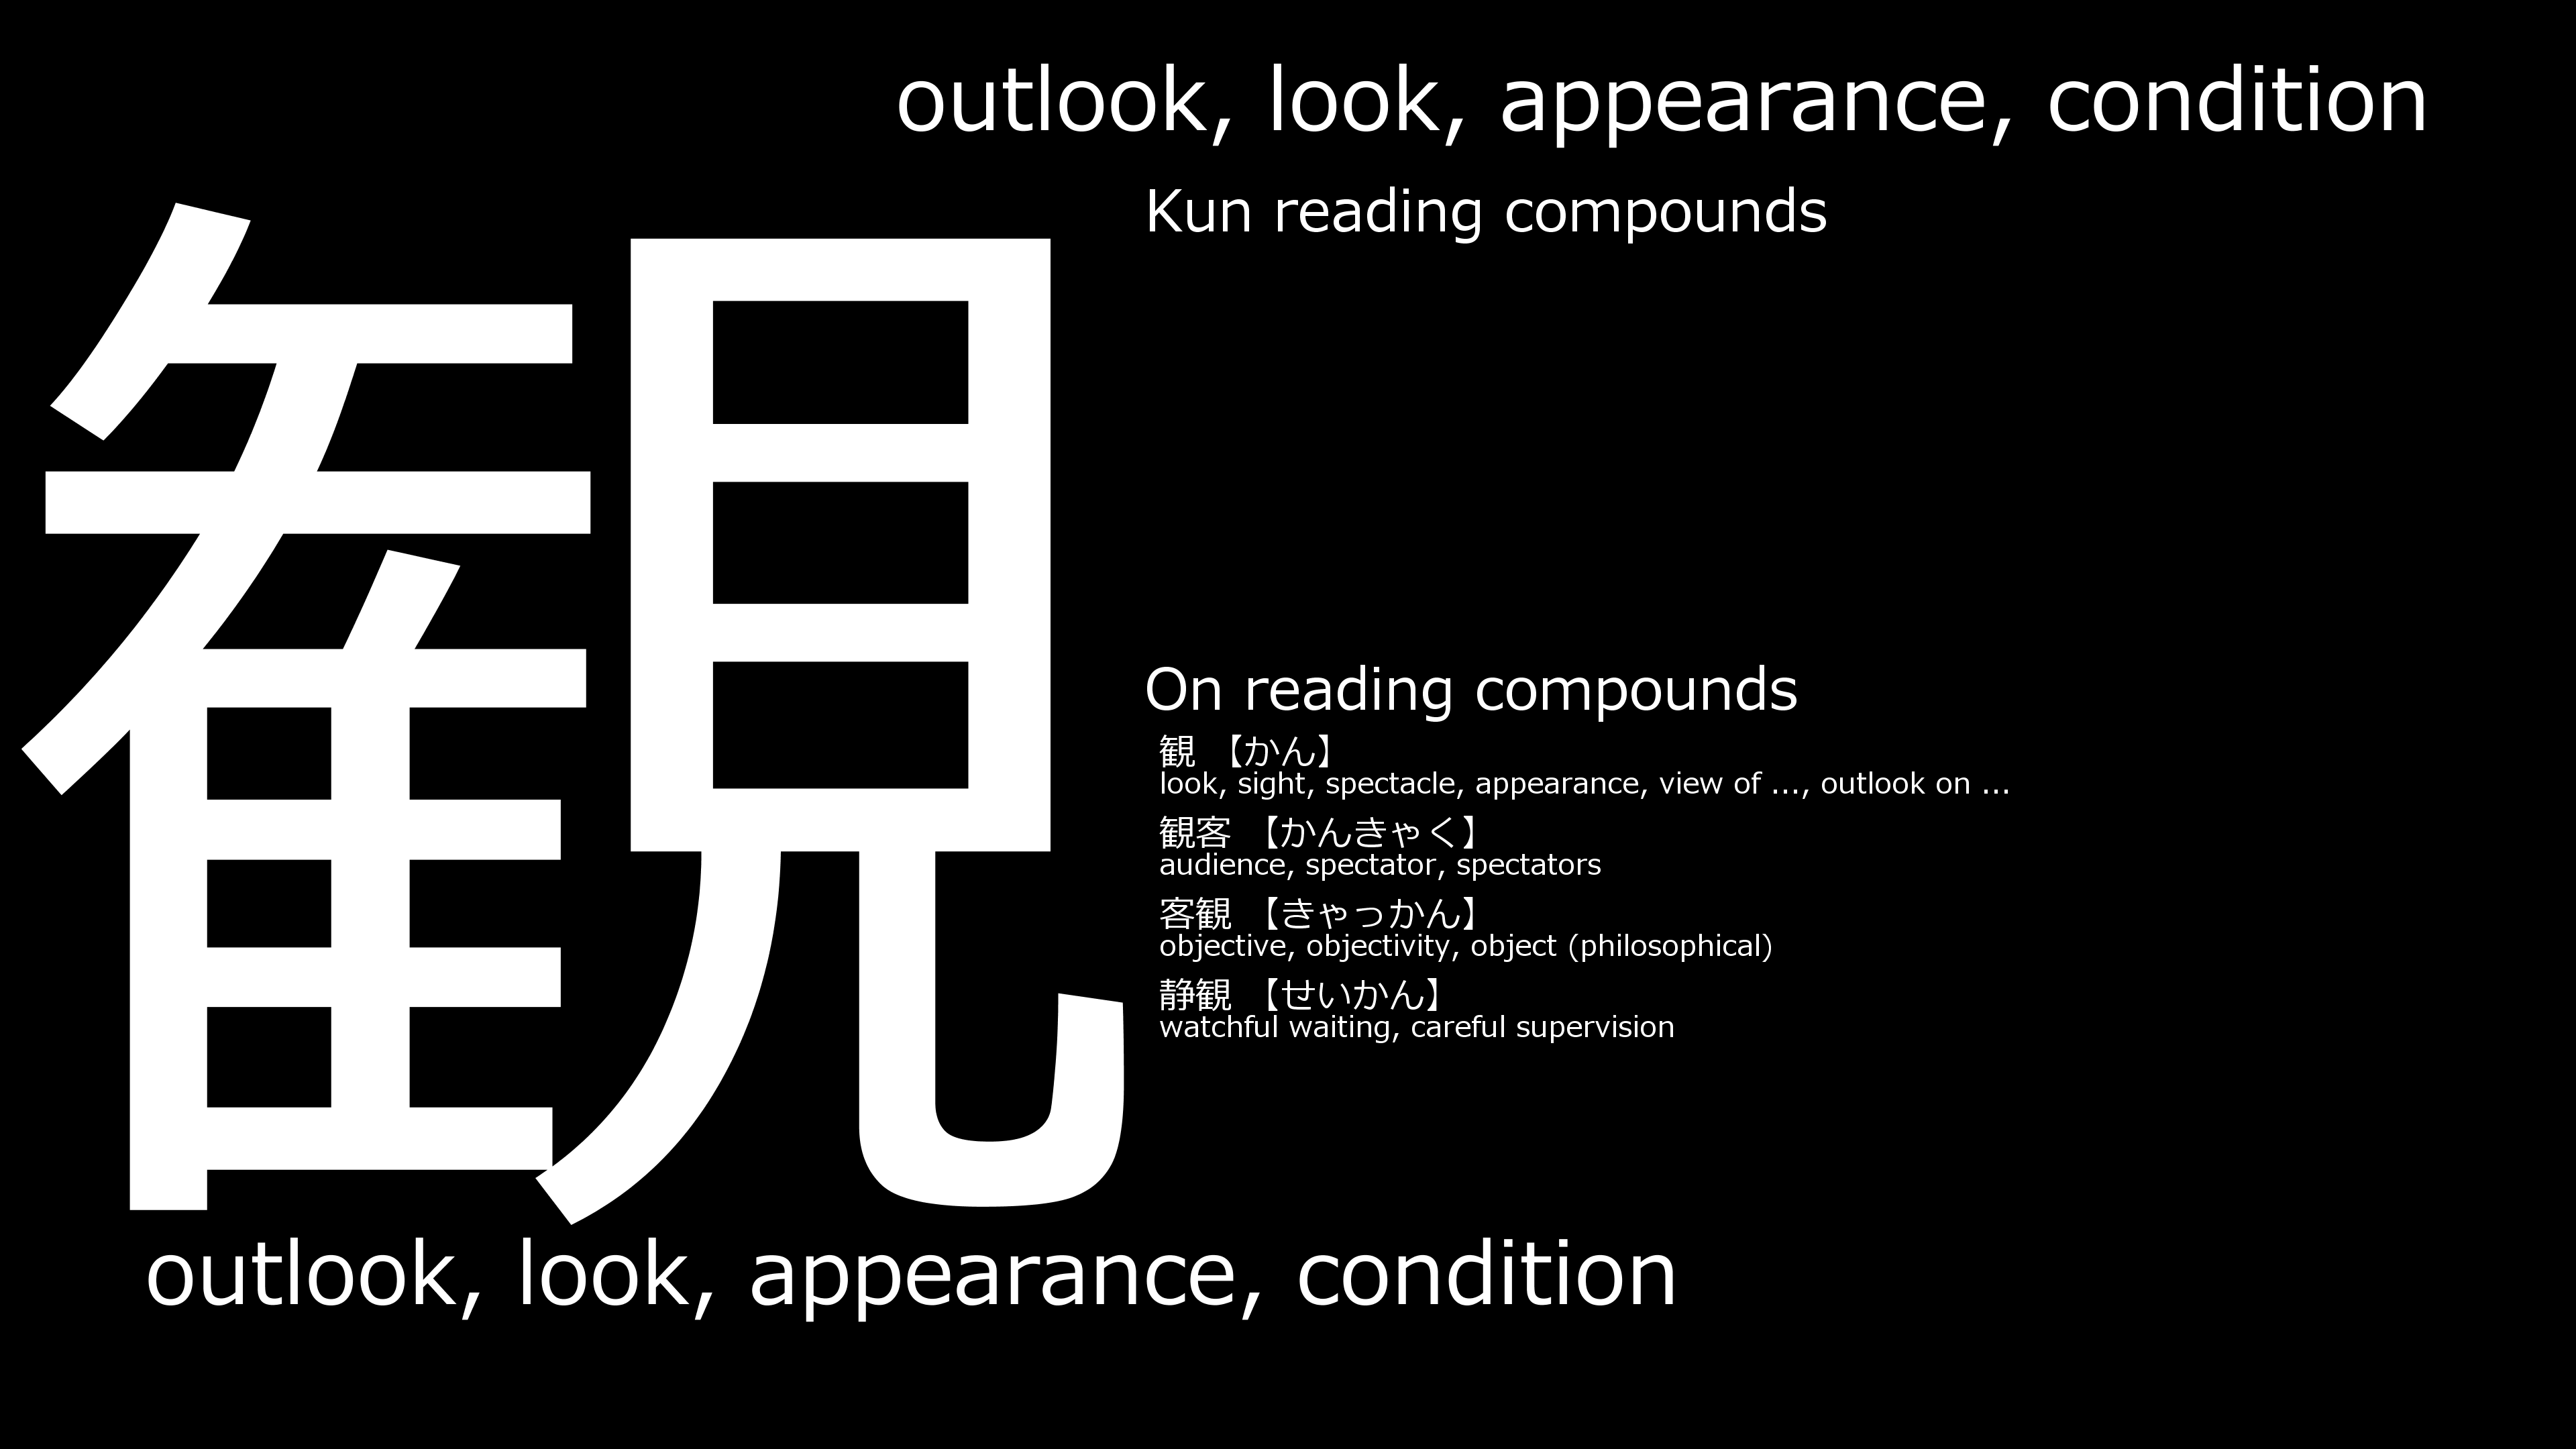 outlook, look, appearance, condition
観
Kun reading compounds
On reading compounds
観 【かん】
look, sight, spectacle, appearance, view of ..., outlook on ...
観客 【かんきゃく】
audience, spectator, spectators
客観 【きゃっかん】
objective, objectivity, object (philosophical)
静観 【せいかん】
watchful waiting, careful supervision
outlook, look, appearance, condition